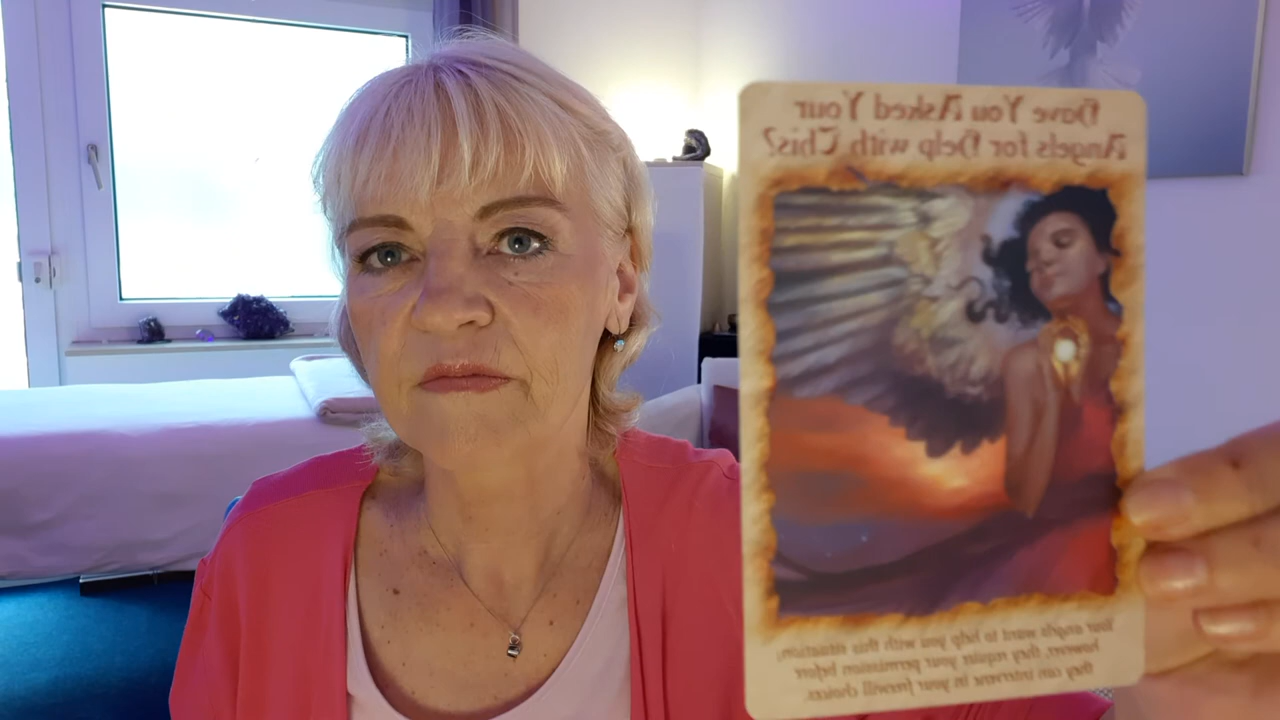 Have You Asked Your
Angels for Help with This?
Your angels want to help you with this situation,
however, they require your permission before
they can intervene in your freewill choices.